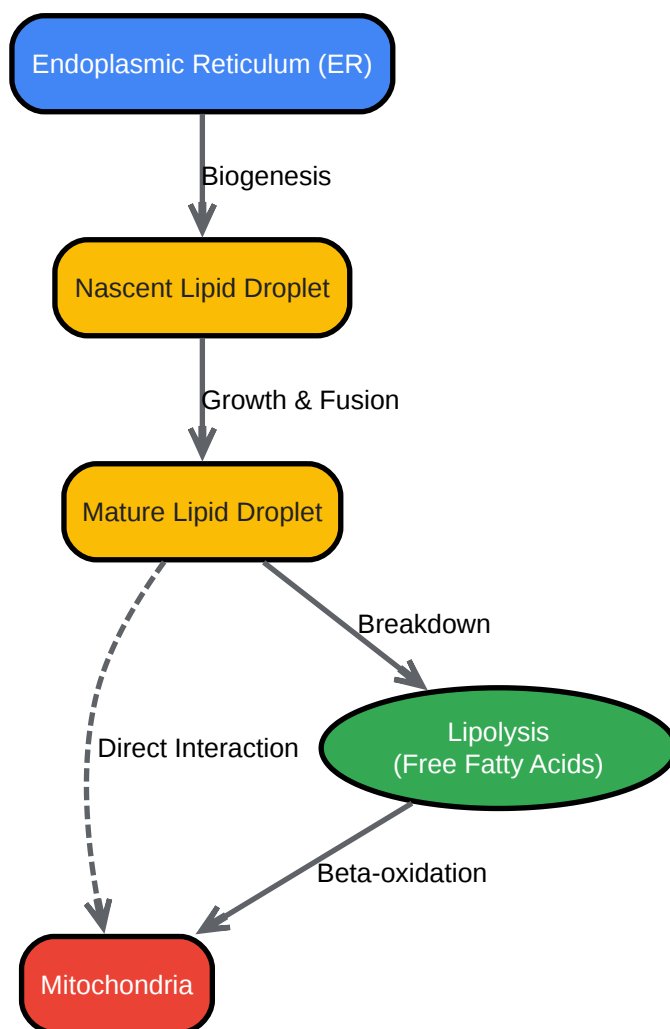 Endoplasmic Reticulum (ER)
Biogenesis
Nascent Lipid Droplet
Growth & Fusion
Mature Lipid Droplet
Breakdown
Lipolysis
(Free Fatty Acids)
Direct Interaction
Beta-oxidation
Mitochondria